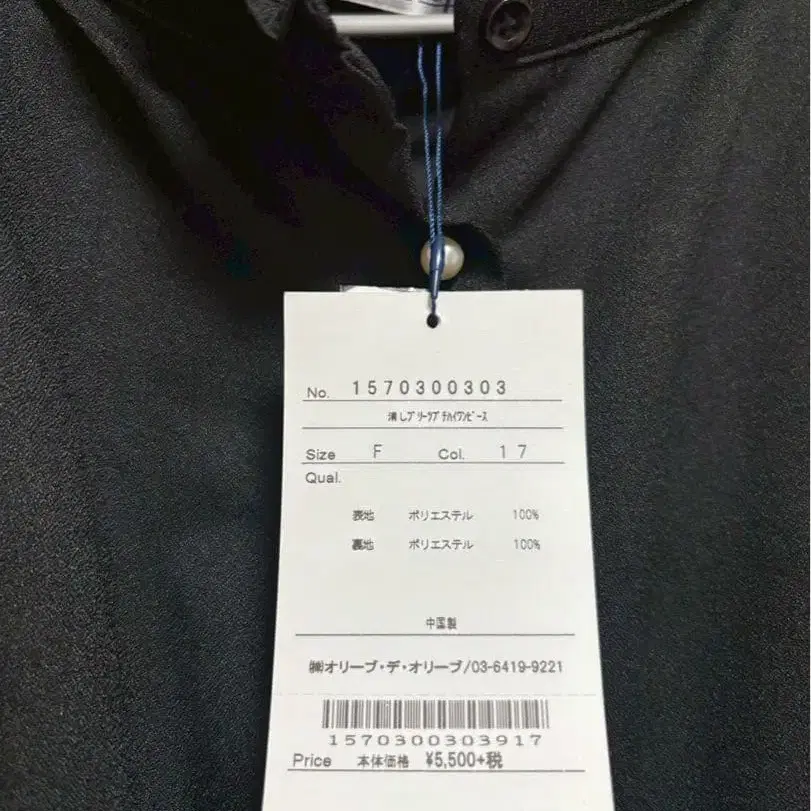 No. 1570300303
消しﾌﾟﾘｰﾂﾌﾟﾁﾊｲﾜﾝﾋﾟｰｽ
Size F Col. 17
Qual.
表地 ポリエステル 100%
裏地 ポリエステル 100%
中国製
㈱オリーブ・デ・オリーブ/03-6419-9221
1570300303917
Price 本体価格 ¥5,500+税